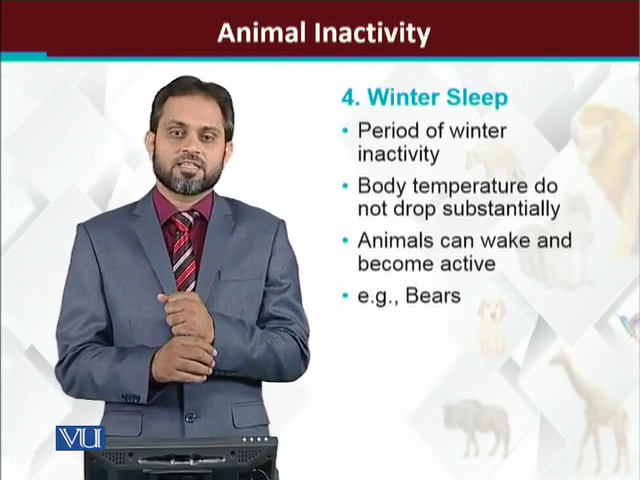 Animal Inactivity
4. Winter Sleep
• Period of winter
inactivity
• Body temperature do
not drop substantially
• Animals can wake and
become active
• e.g., Bears
VU